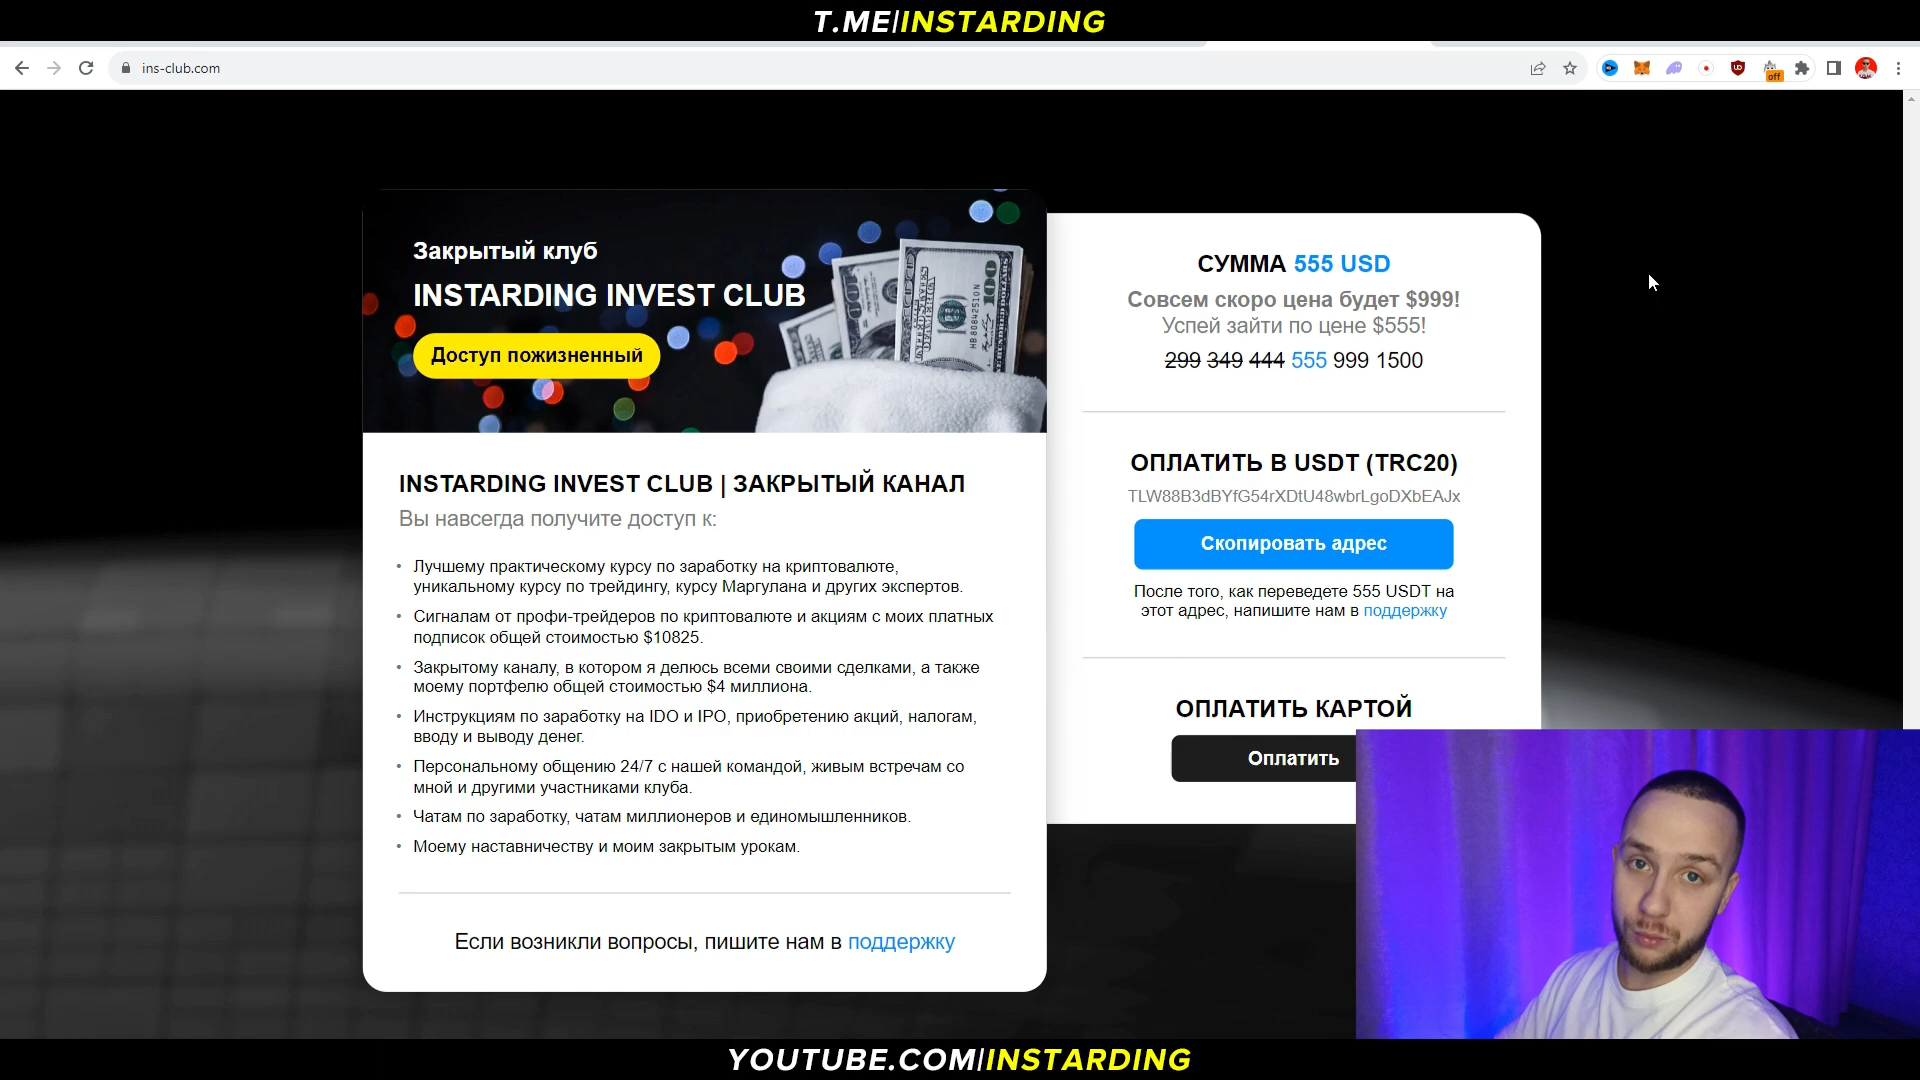 T.ME|INSTARDING
ins-club.com
off
Закрытый клуб
INSTARDING INVEST CLUB
Доступ пожизненный
INSTARDING INVEST CLUB | ЗАКРЫТЫЙ КАНАЛ
Вы навсегда получите доступ к:
• Лучшему практическому курсу по заработку на криптовалюте,
уникальному курсу по трейдингу, курсу Маргулана и других экспертов.
• Сигналам от профи-трейдеров по криптовалюте и акциям с моих платных
подписок общей стоимостью $10825.
• Закрытому каналу, в котором я делюсь всеми своими сделками, а также
моему портфелю общей стоимостью $4 миллиона.
• Инструкциям по заработку на IDO и IPO, приобретению акций, налогам,
вводу и выводу денег.
• Персональному общению 24/7 с нашей командой, живым встречам со
мной и другими участниками клуба.
• Чатам по заработку, чатам миллионеров и единомышленников.
• Моему наставничеству и моим закрытым урокам.
Если возникли вопросы, пишите нам в поддержку
СУММА 555 USD
Совсем скоро цена будет $999!
Успей зайти по цене $555!
299 349 444 555 999 1500
ОПЛАТИТЬ В USDT (TRC20)
TLW88B3dBYfG54rXDtU48wbrLgoDXbEAJx
Скопировать адрес
После того, как переведете 555 USDT на
этот адрес, напишите нам в поддержку
ОПЛАТИТЬ КАРТОЙ
Оплатить
YOUTUBE.COM|INSTARDING